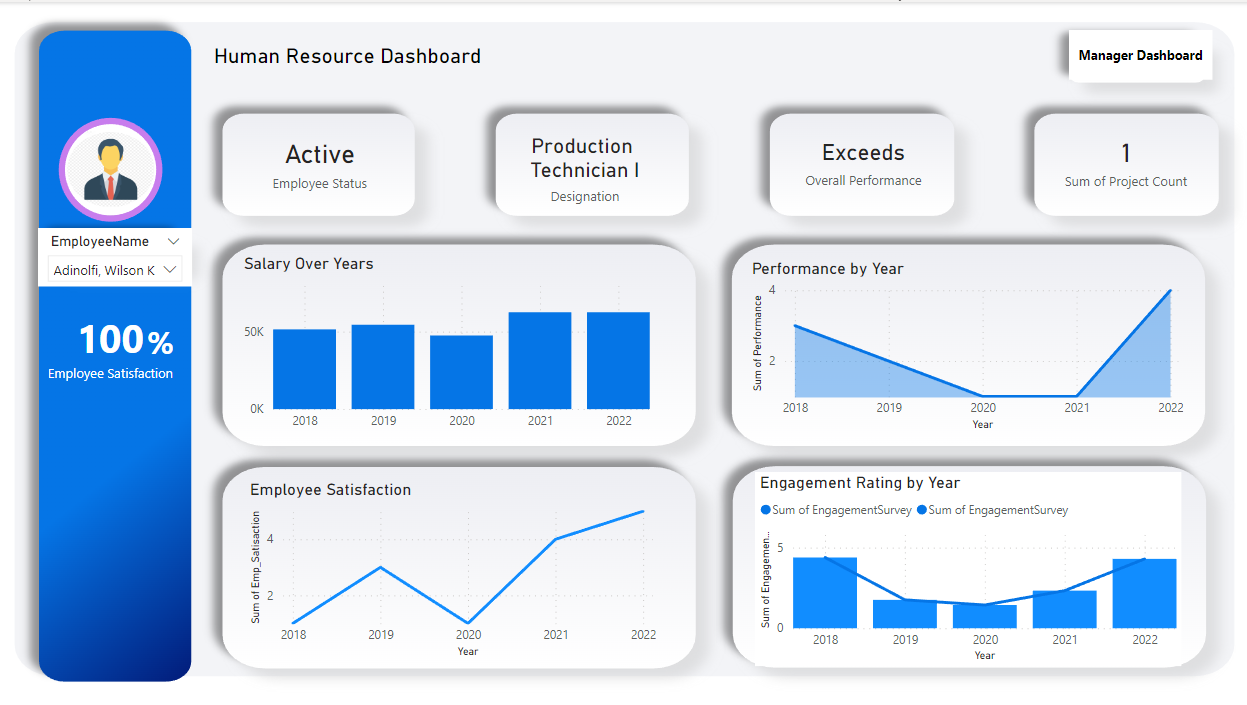 Human Resource Dashboard
Manager Dashboard
EmployeeName
Adinolfi, Wilson K
100%
Employee Satisfaction
Active
Employee Status
Production
Technician I
Designation
Exceeds
Overall Performance
1
Sum of Project Count
Salary Over Years
50K
0K
2018 2019 2020 2021 2022
Performance by Year
Sum of Performance
4
2
2018 2019 2020 2021 2022
Year
Employee Satisfaction
Sum of Emp_Satisaction
4
2
2018 2019 2020 2021 2022
Year
Engagement Rating by Year
Sum of EngagementSurvey Sum of EngagementSurvey
Sum of Engagemen...
5
0
2018 2019 2020 2021 2022
Year